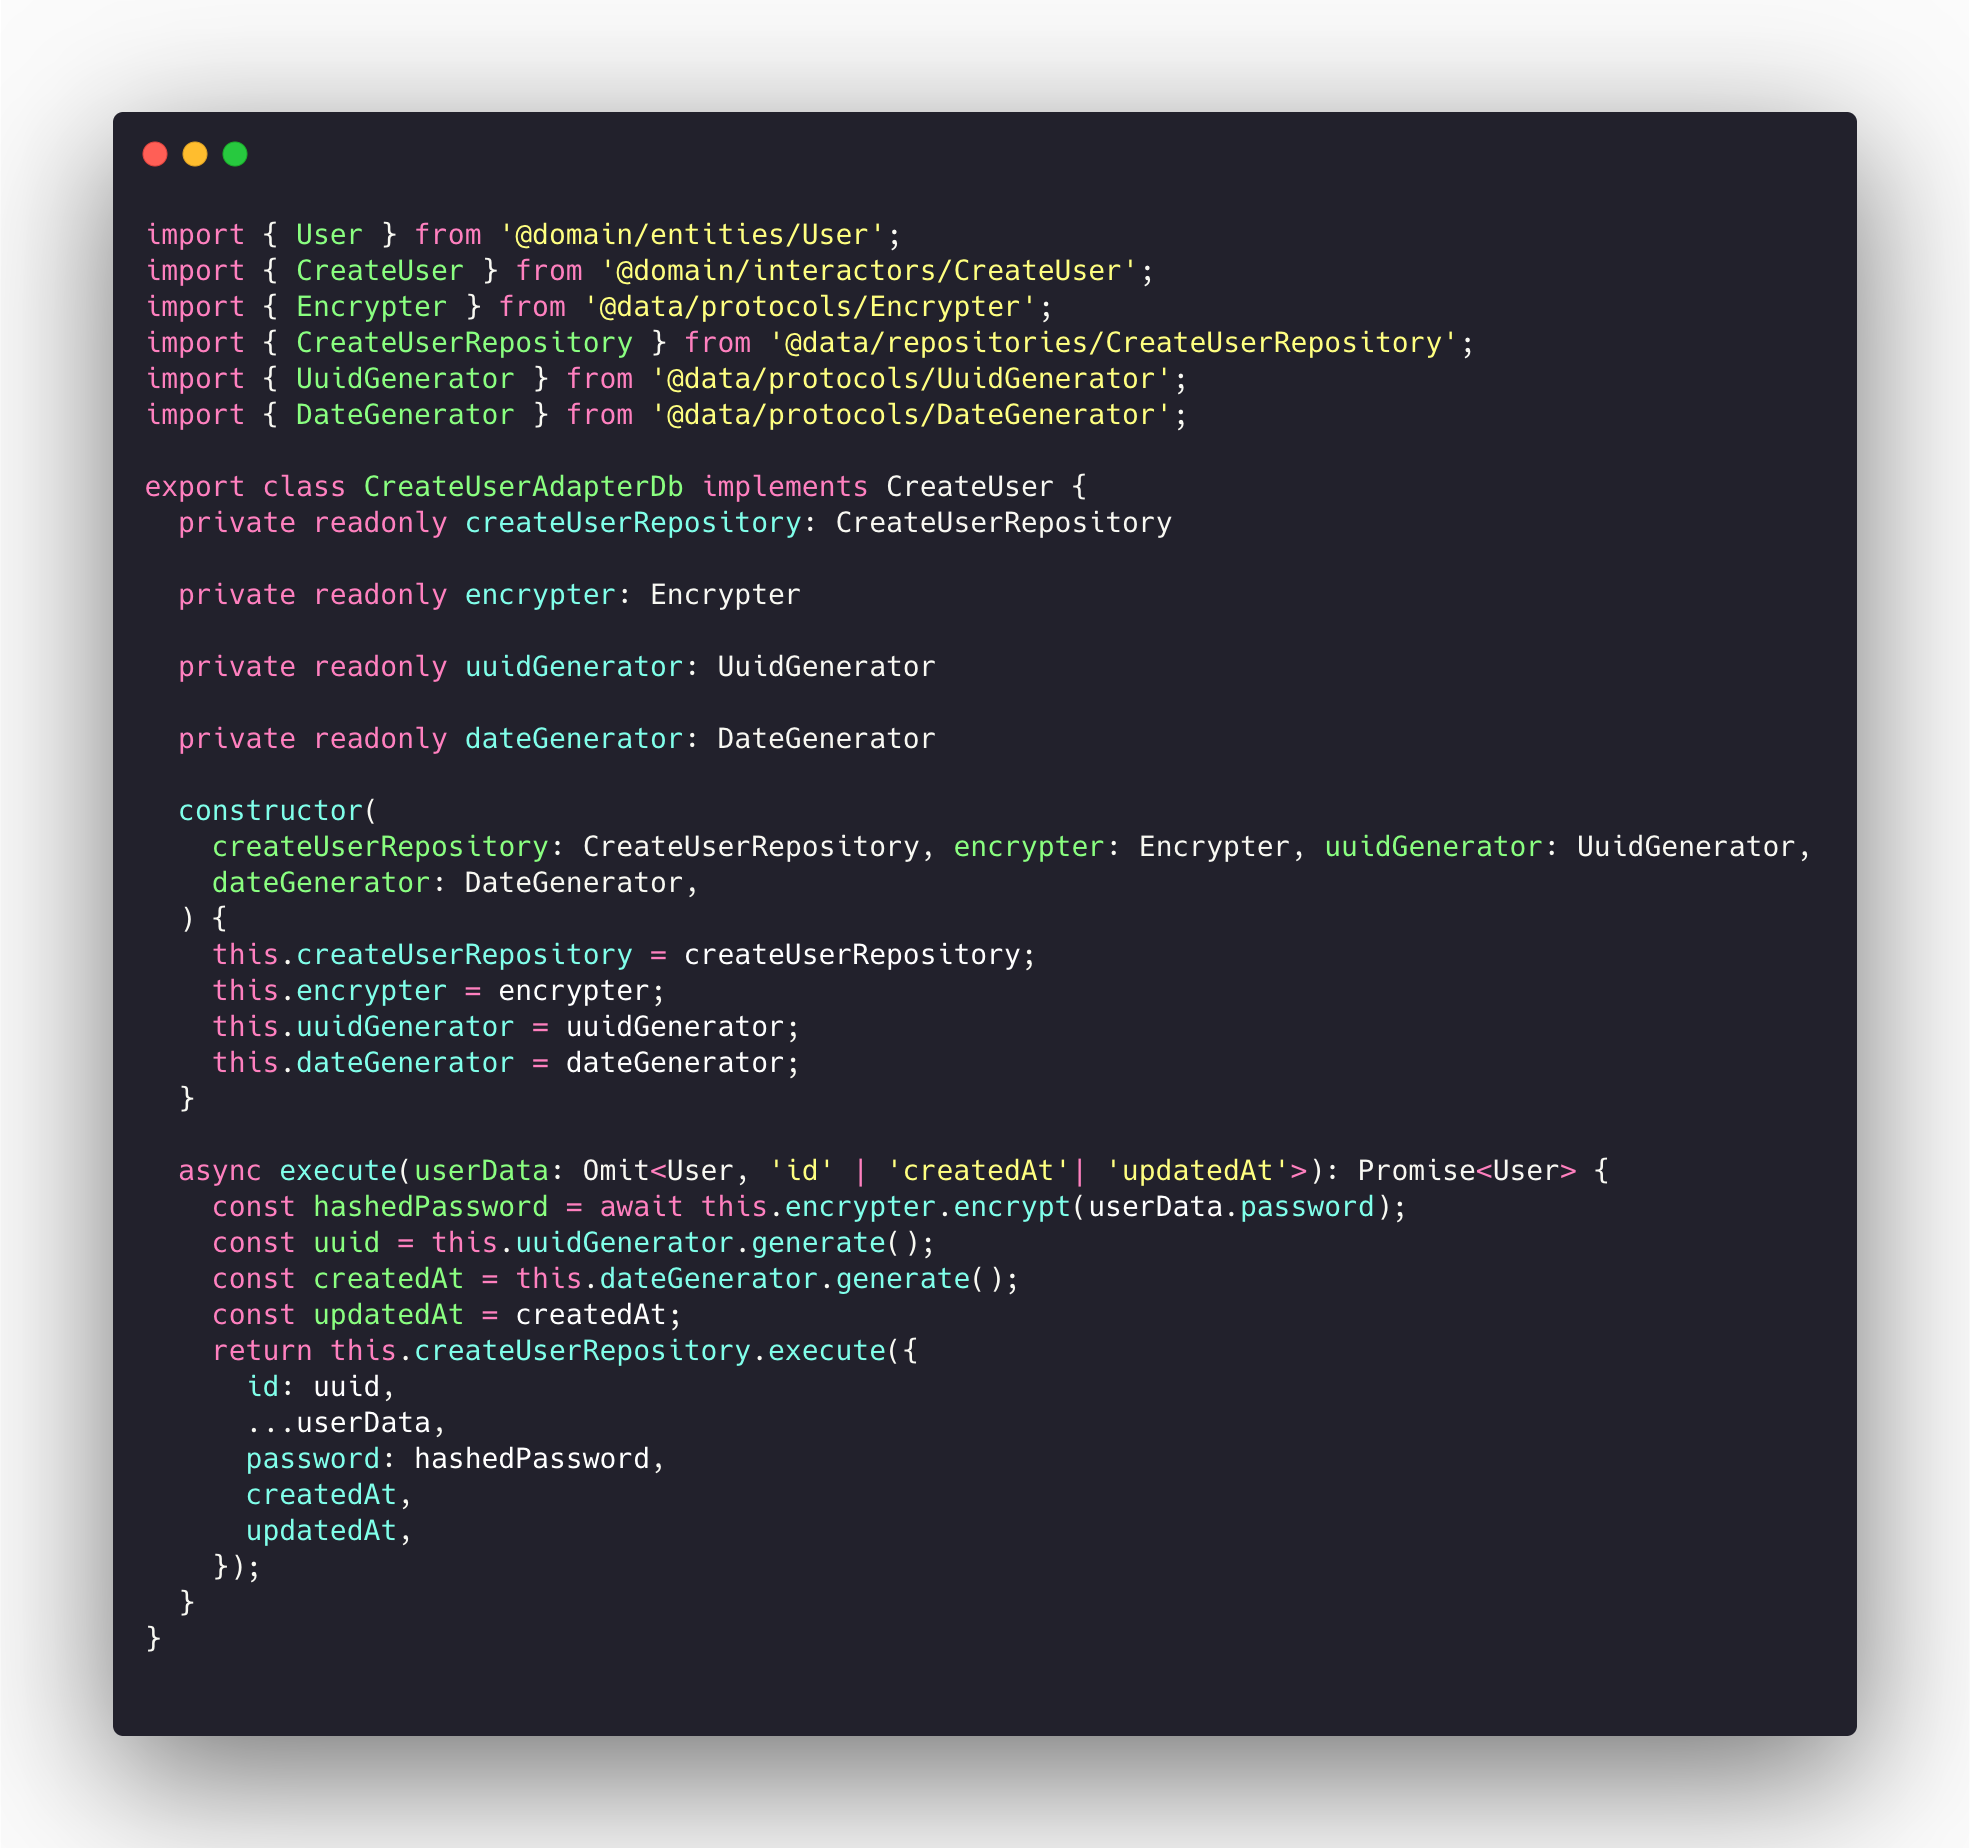 import { User } from '@domain/entities/User';
import { CreateUser } from '@domain/interactors/CreateUser';
import { Encrypter } from '@data/protocols/Encrypter';
import { CreateUserRepository } from '@data/repositories/CreateUserRepository';
import { UuidGenerator } from '@data/protocols/UuidGenerator';
import { DateGenerator } from '@data/protocols/DateGenerator';

export class CreateUserAdapterDb implements CreateUser {
  private readonly createUserRepository: CreateUserRepository

  private readonly encrypter: Encrypter

  private readonly uuidGenerator: UuidGenerator

  private readonly dateGenerator: DateGenerator

  constructor(
    createUserRepository: CreateUserRepository, encrypter: Encrypter, uuidGenerator: UuidGenerator,
    dateGenerator: DateGenerator,
  ) {
    this.createUserRepository = createUserRepository;
    this.encrypter = encrypter;
    this.uuidGenerator = uuidGenerator;
    this.dateGenerator = dateGenerator;
  }

  async execute(userData: Omit<User, 'id' | 'createdAt'| 'updatedAt'>): Promise<User> {
    const hashedPassword = await this.encrypter.encrypt(userData.password);
    const uuid = this.uuidGenerator.generate();
    const createdAt = this.dateGenerator.generate();
    const updatedAt = createdAt;
    return this.createUserRepository.execute({
      id: uuid,
      ...userData,
      password: hashedPassword,
      createdAt,
      updatedAt,
    });
  }
}